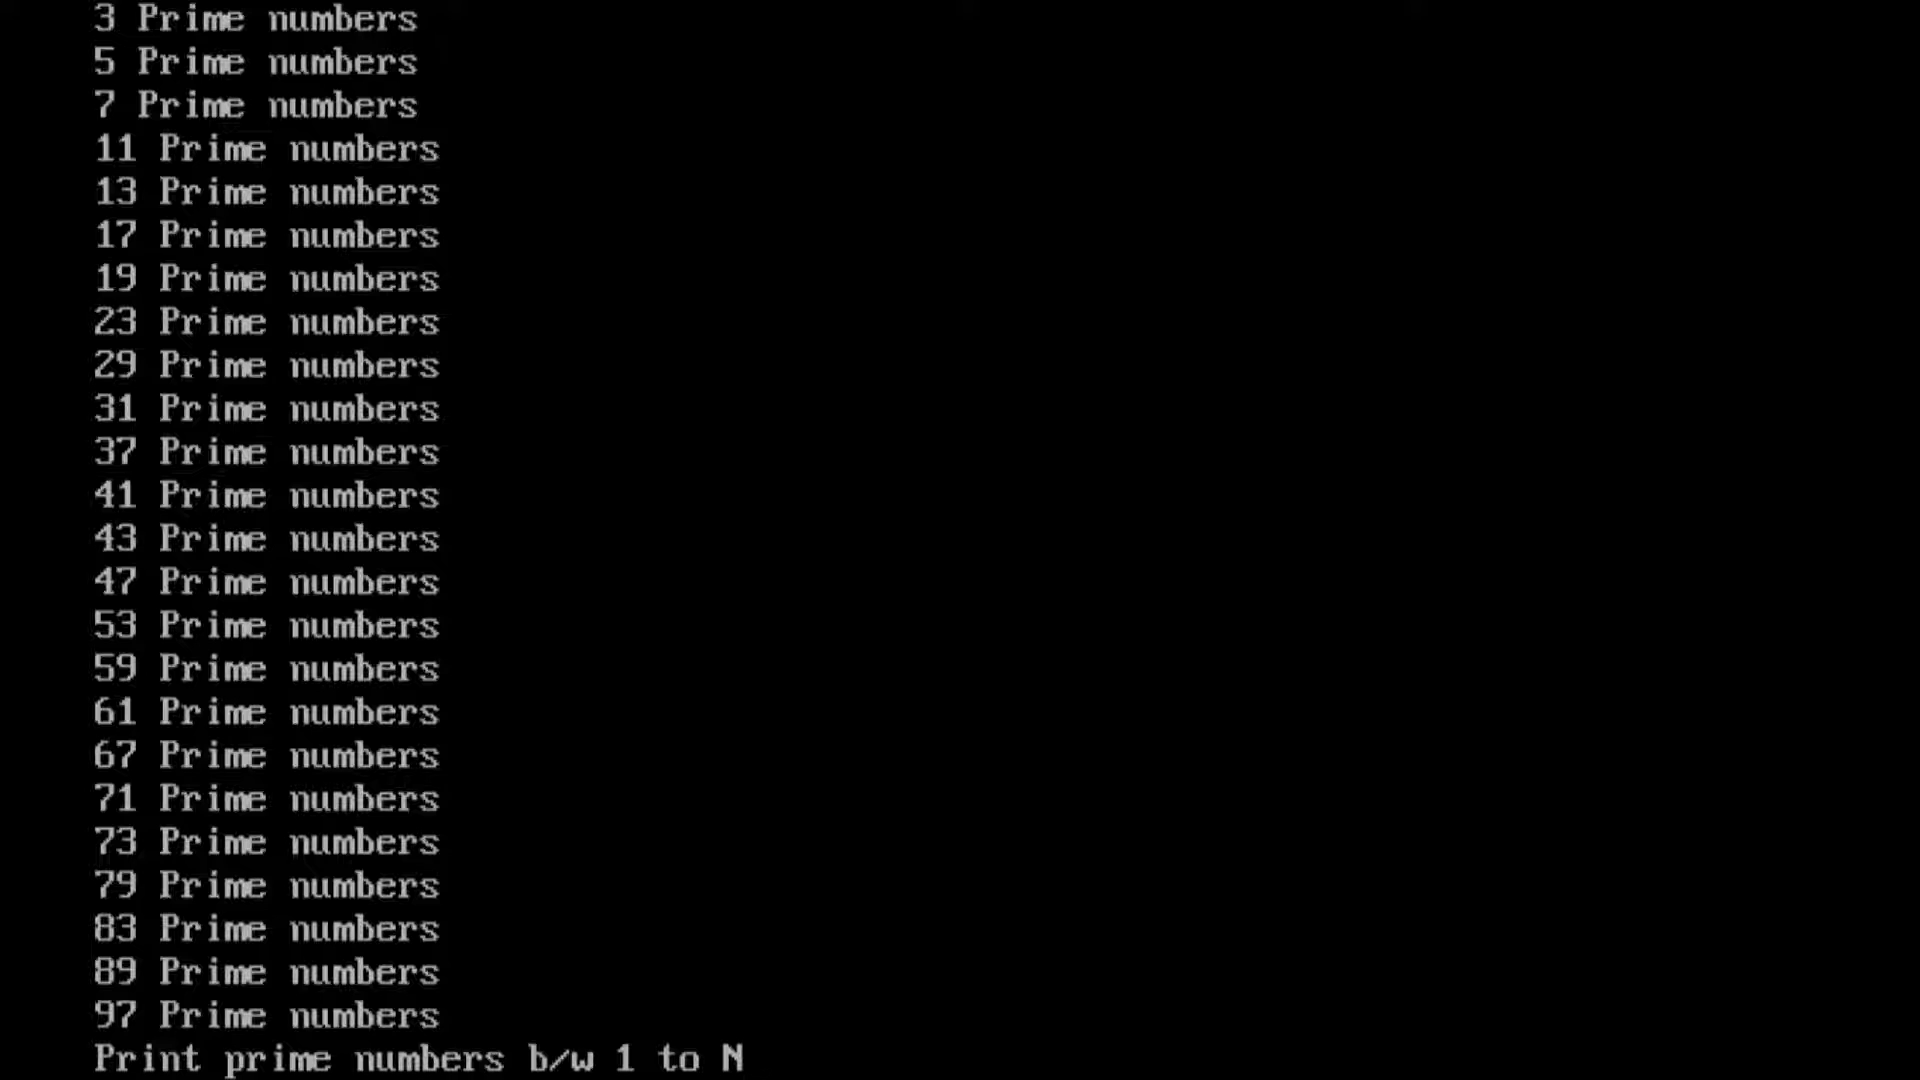 3 Prime numbers
5 Prime numbers
7 Prime numbers
11 Prime numbers
13 Prime numbers
17 Prime numbers
19 Prime numbers
23 Prime numbers
29 Prime numbers
31 Prime numbers
37 Prime numbers
41 Prime numbers
43 Prime numbers
47 Prime numbers
53 Prime numbers
59 Prime numbers
61 Prime numbers
67 Prime numbers
71 Prime numbers
73 Prime numbers
79 Prime numbers
83 Prime numbers
89 Prime numbers
97 Prime numbers
Print prime numbers b/w 1 to N